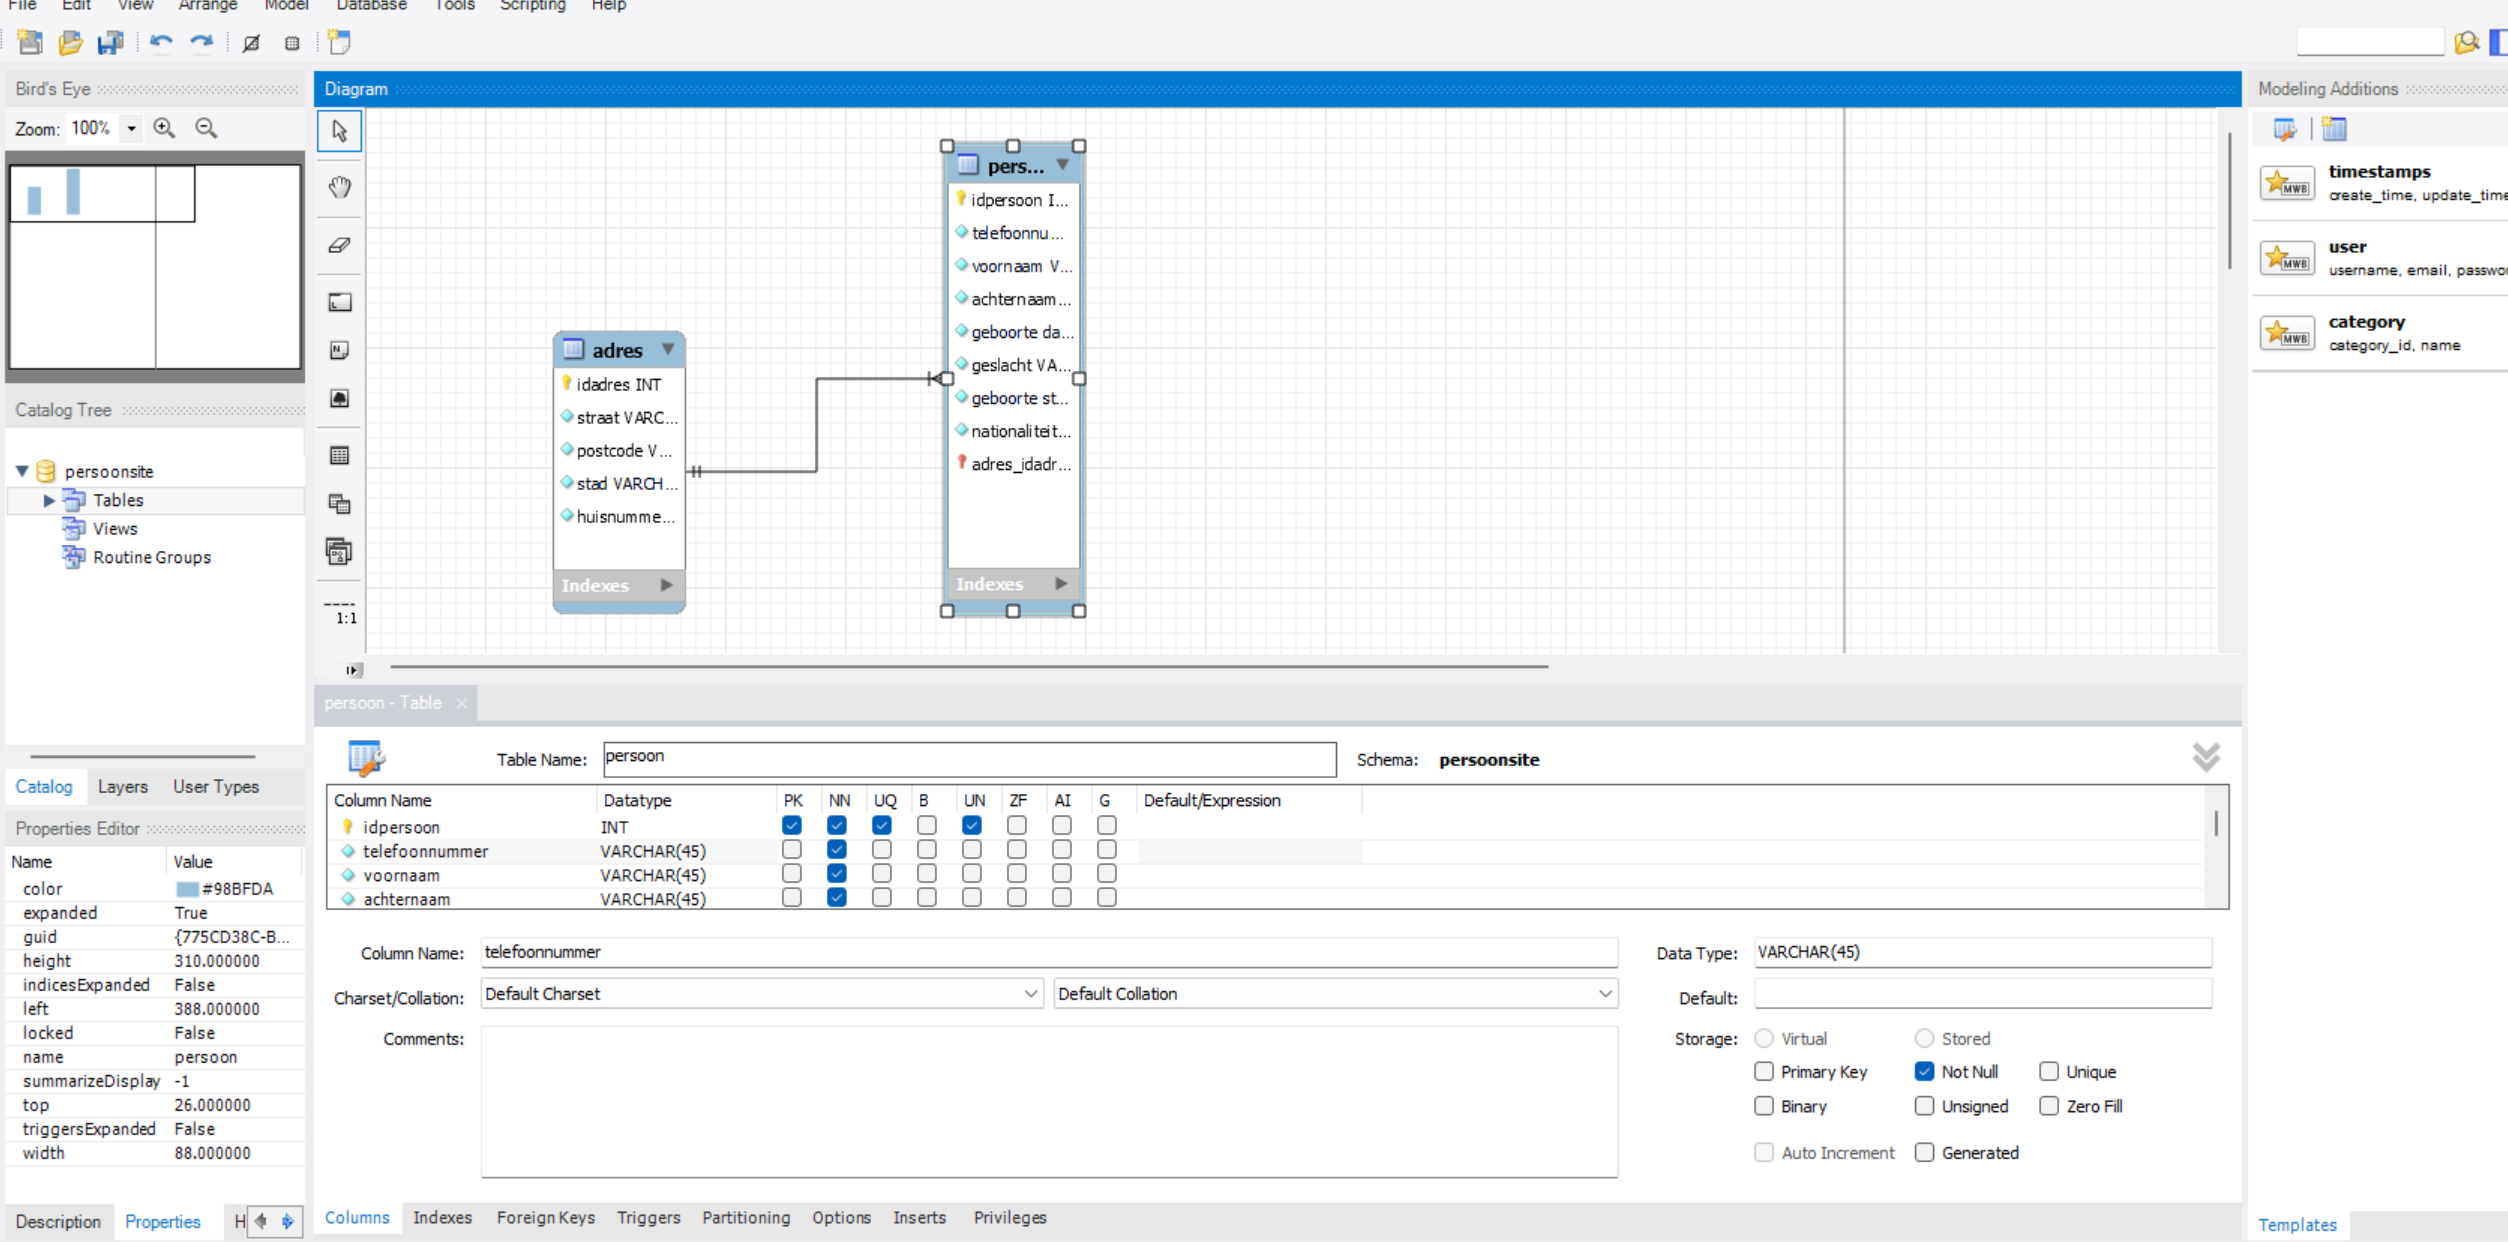 File Edit View Arrange Model Database Tools Scripting Help
Bird's Eye
Zoom: 100%
Diagram
Modeling Additions
timestamps
create_time, update_time
user
username, email, passwo
category
category_id, name
pers...
idpersoon I...
telefoonnu...
voornaam V...
achternaam...
geboorte da...
geslacht VA...
geboorte st...
nationaliteit...
adres_idadr...
Indexes
adres
idadres INT
straat VARC...
postcode V...
stad VARCH...
huisnumme...
Indexes
1:1
Catalog Tree
persoonsite
Tables
Views
Routine Groups
Catalog Layers User Types
Properties Editor
Name Value
color #98BFDA
expanded True
guid {775CD38C-B...
height 310.000000
indicesExpanded False
left 388.000000
locked False
name persoon
summarizeDisplay -1
top 26.000000
triggersExpanded False
width 88.000000
Description Properties H
persoon - Table
Table Name: persoon Schema: persoonsite
Column Name Datatype PK NN UQ B UN ZF AI G Default/Expression
idpersoon INT
telefoonnummer VARCHAR(45)
voornaam VARCHAR(45)
achternaam VARCHAR(45)
Column Name: telefoonnummer Data Type: VARCHAR(45)
Charset/Collation: Default Charset Default Collation Default:
Comments: Storage: Virtual Stored
Primary Key Not Null Unique
Binary Unsigned Zero Fill
Auto Increment Generated
Columns Indexes Foreign Keys Triggers Partitioning Options Inserts Privileges
Templates